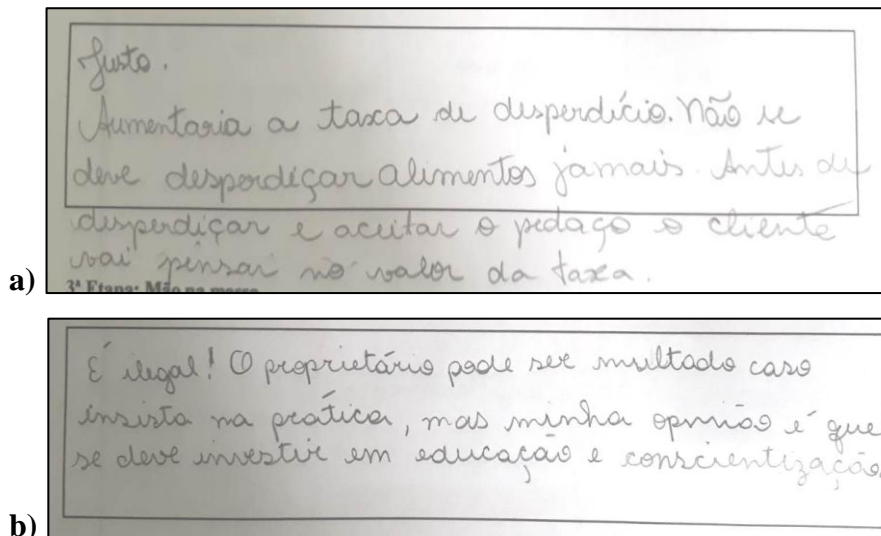 Justo.
Aumentaria a taxa de desperdício. Não se
deve desperdiçar alimentos jamais. Antes de
desperdiçar e aceitar o pedaço o cliente
vai pensar no valor da taxa.
a)
3ª Etapa: Mão na massa
É ilegal! O proprietário pode ser multado caso
insista na prática, mas minha opnião é que
se deve investir em educação e conscientização.
b)